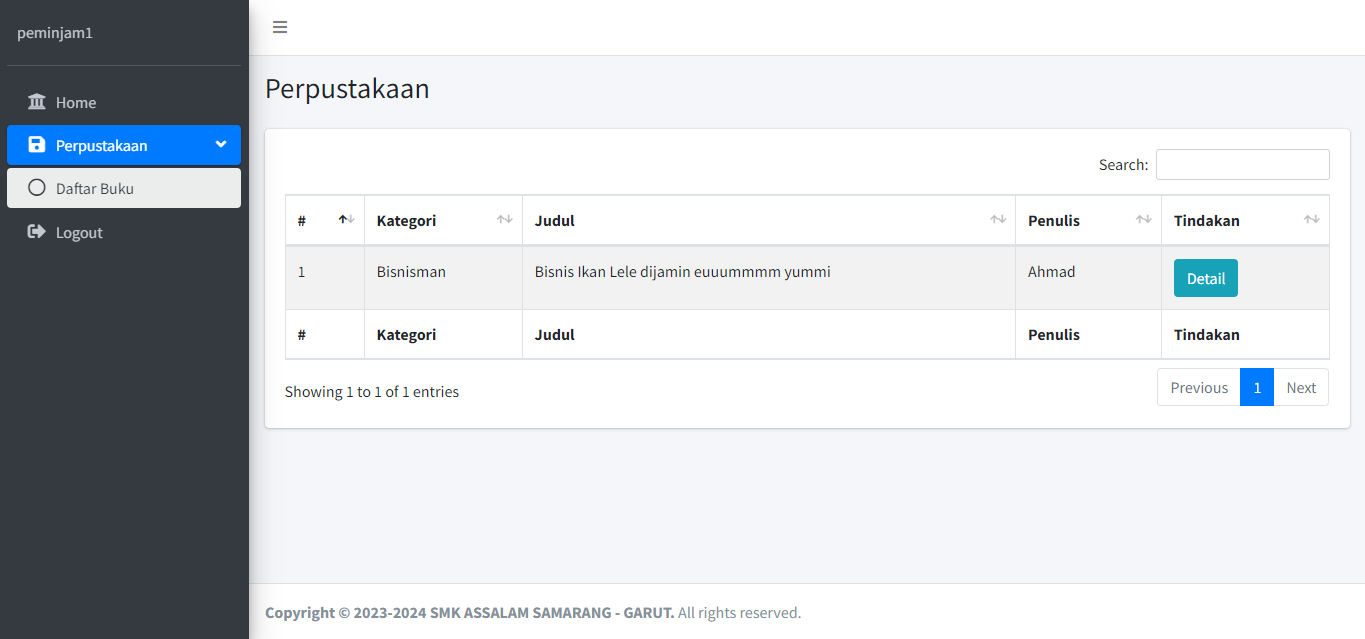 peminjam1
Home
Perpustakaan
Daftar Buku
Logout
Perpustakaan
Search:
# Kategori Judul Penulis Tindakan
1 Bisnisman Bisnis Ikan Lele dijamin euuummmm yummi Ahmad Detail
# Kategori Judul Penulis Tindakan
Showing 1 to 1 of 1 entries
Previous 1 Next
Copyright © 2023-2024 SMK ASSALAM SAMARANG - GARUT. All rights reserved.